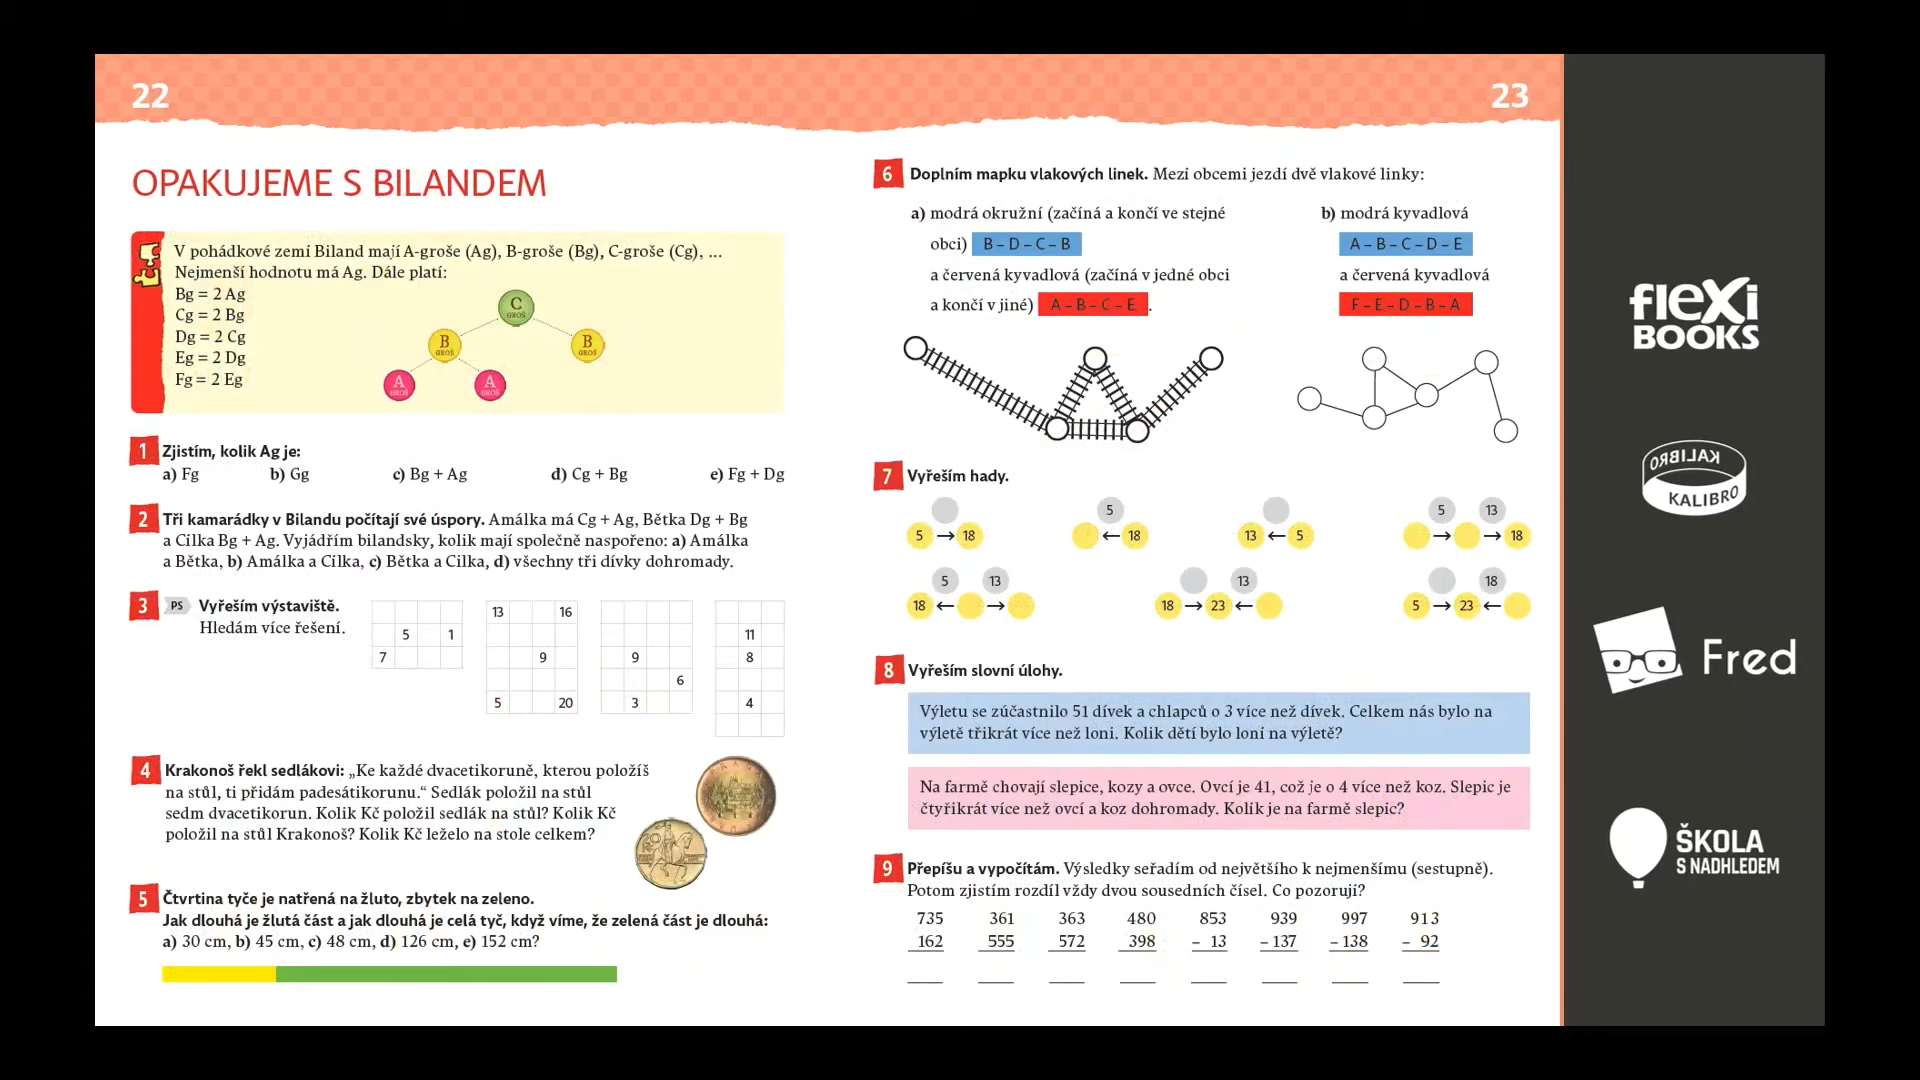 22
OPAKUJEME S BILANDEM
V pohádkové zemí Biland mají A-groše (Ag), B-groše (Bg), C-groše (Cg), ...
Nejmenší hodnotu má Ag. Dále platí:
Bg = 2 Ag
Cg = 2 Bg
Dg = 2 Cg
Eg = 2 Dg
Fg = 2 Eg
C
GROŠ
B
GROŠ
B
GROŠ
A
GROŠ
A
GROŠ
1 Zjistím, kolik Ag je:
a) Fg b) Gg c) Bg + Ag d) Cg + Bg e) Fg + Dg
2 Tři kamarádky v Bilandu počítají své úspory. Amálka má Cg + Ag, Bětka Dg + Bg
a Cilka Bg + Ag. Vyjádřím bilandsky, kolik mají společně naspořeno: a) Amálka
a Bětka, b) Amálka a Cilka, c) Bětka a Cilka, d) všechny tři dívky dohromady.
3 PS Vyřeším výstaviště.
Hledám více řešení.
5 1
7
13 16
9
5 20
9
6
3
11
8
4
4 Krakonoš řekl sedlákovi: „Ke každé dvacetikoruně, kterou položíš
na stůl, ti přidám padesátikorunu.“ Sedlák položil na stůl
sedm dvacetikorun. Kolik Kč položil sedlák na stůl? Kolik Kč
položil na stůl Krakonoš? Kolik Kč leželo na stole celkem?
5 Čtvrtina tyče je natřená na žluto, zbytek na zeleno.
Jak dlouhá je žlutá část a jak dlouhá je celá tyč, když víme, že zelená část je dlouhá:
a) 30 cm, b) 45 cm, c) 48 cm, d) 126 cm, e) 152 cm?
23
6 Doplním mapku vlakových linek. Mezi obcemi jezdí dvě vlakové linky:
a) modrá okružní (začíná a končí ve stejné
obci) B – D – C – B
a červená kyvadlová (začíná v jedné obci
a končí v jiné) A – B – C – E .
b) modrá kyvadlová
A – B – C – D – E
a červená kyvadlová
F – E – D – B – A
7 Vyřeším hady.
5 → 18
5
← 18
13 ← 5
5 13
→ → 18
5 13
18 ← →
13
18 → 23 ←
18
5 → 23 ←
8 Vyřeším slovní úlohy.
Výletu se zúčastnilo 51 dívek a chlapců o 3 více než dívek. Celkem nás bylo na
výletě třikrát více než loni. Kolik dětí bylo loni na výletě?
Na farmě chovají slepice, kozy a ovce. Ovcí je 41, což je o 4 více než koz. Slepic je
čtyřikrát více než ovcí a koz dohromady. Kolik je na farmě slepic?
9 Přepíšu a vypočítám. Výsledky seřadím od největšího k nejmenšímu (sestupně).
Potom zjistím rozdíl vždy dvou sousedních čísel. Co pozoruji?
735 361 363 480 853 939 997 913
162 555 572 398 – 13 – 137 – 138 – 92
flexi
BOOKS
KALIBRO
KALIBRO
Fred
ŠKOLA
S NADHLEDEM